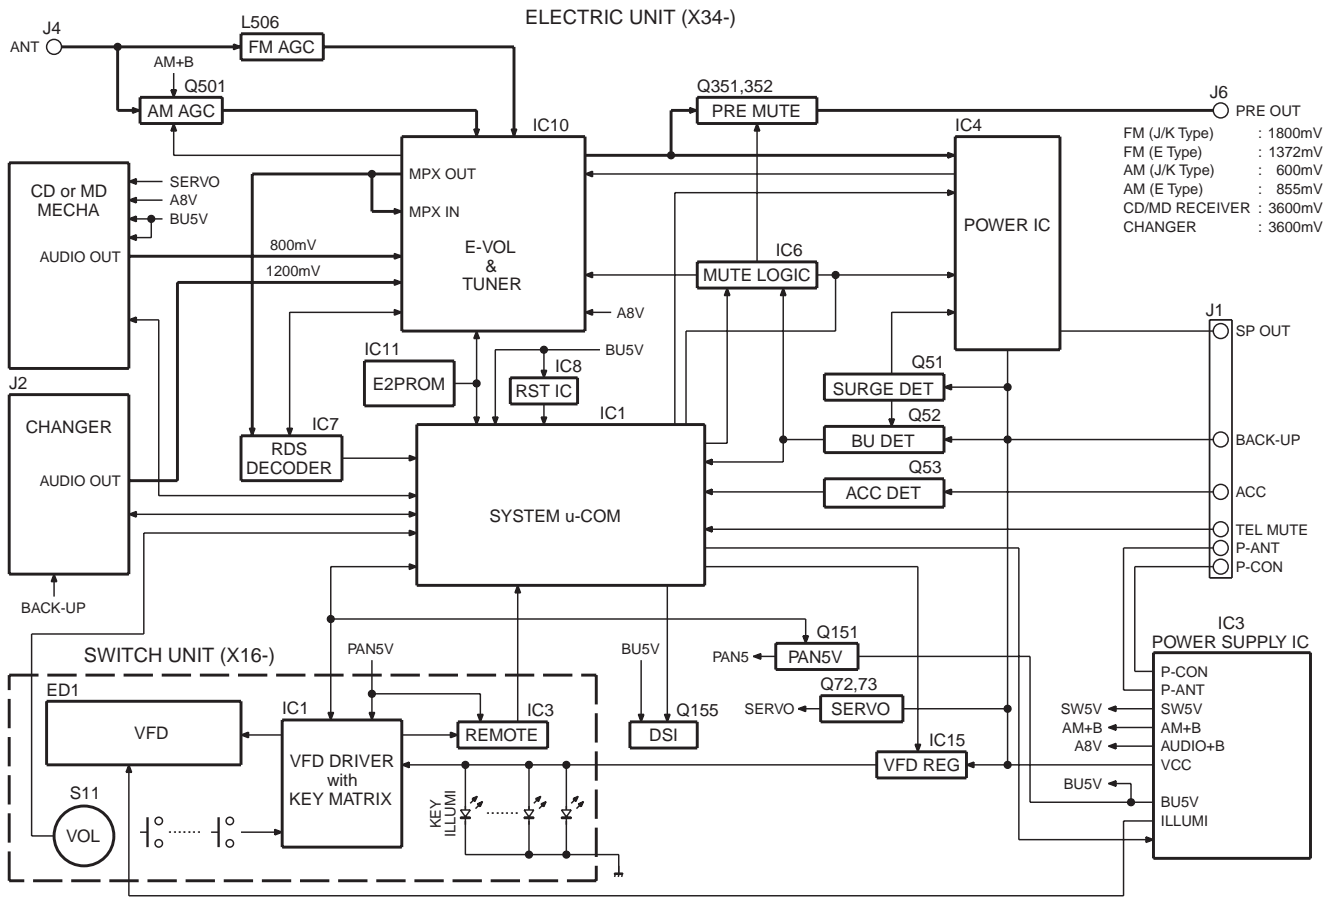 ELECTRIC UNIT (X34-)
J4
ANT
L506
FM AGC
AM+B
Q501
AM AGC
Q351,352
PRE MUTE
J6
PRE OUT
FM (J/K Type) : 1800mV
FM (E Type) : 1372mV
AM (J/K Type) : 600mV
AM (E Type) : 855mV
CD/MD RECEIVER : 3600mV
CHANGER : 3600mV
IC10
MPX OUT
MPX IN
E-VOL
&
TUNER
IC4
POWER IC
CD or MD
MECHA
AUDIO OUT
SERVO
A8V
BU5V
800mV
1200mV
IC6
MUTE LOGIC
A8V
J1
SP OUT
BACK-UP
ACC
TEL MUTE
P-ANT
P-CON
IC11
E2PROM
BU5V
IC8
RST IC
Q51
SURGE DET
Q52
BU DET
Q53
ACC DET
J2
CHANGER
AUDIO OUT
BACK-UP
IC7
RDS
DECODER
IC1
SYSTEM u-COM
IC3
POWER SUPPLY IC
P-CON
P-ANT
SW5V
AM+B
AUDIO+B
VCC
BU5V
ILLUMI
SW5V
AM+B
A8V
BU5V
Q151
PAN5V
PAN5
Q72,73
SERVO
SERVO
IC15
VFD REG
BU5V
Q155
DSI
SWITCH UNIT (X16-)
PAN5V
ED1
VFD
IC1
VFD DRIVER
with
KEY MATRIX
IC3
REMOTE
KEY
ILLUMI
S11
VOL